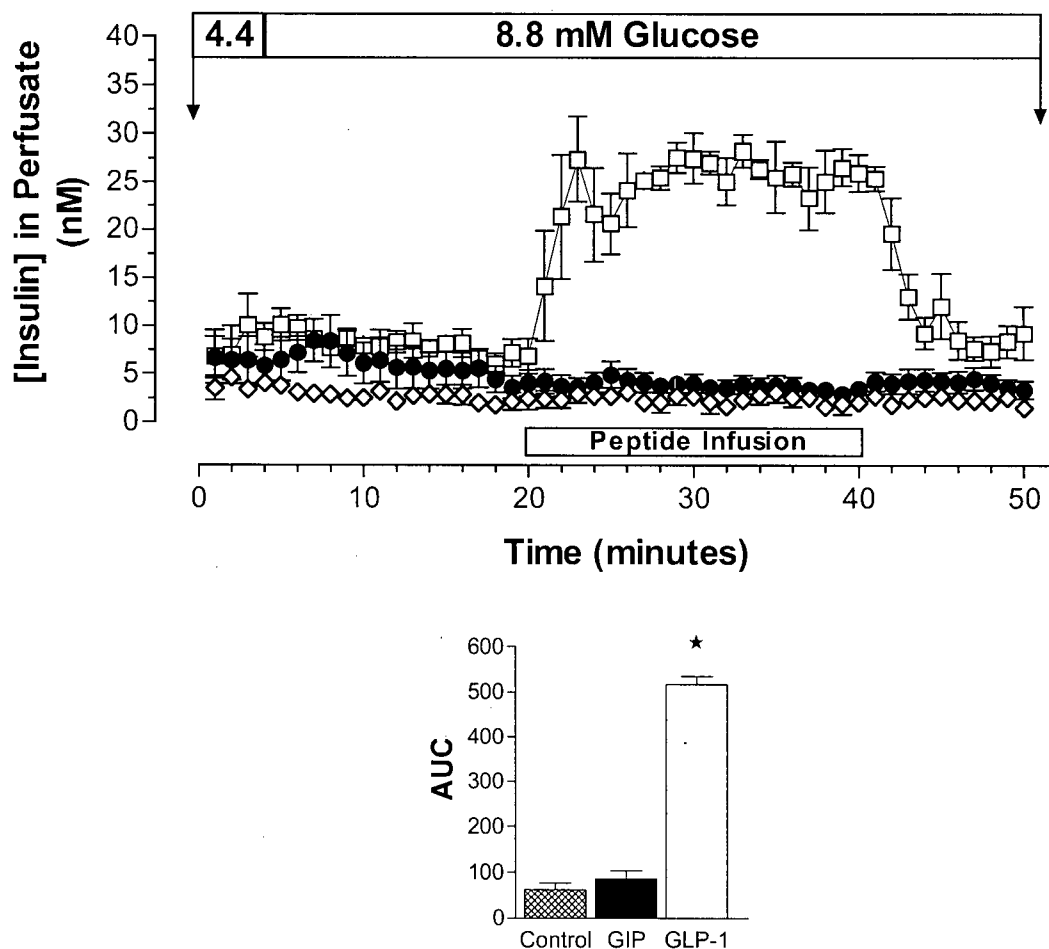 4.4
8.8 mM Glucose
[Insulin] in Perfusate
(nM)
40
35
30
25
20
15
10
5
0
Peptide Infusion
0 10 20 30 40 50
Time (minutes)
AUC
600
500
400
300
200
100
0
★
Control GIP GLP-1